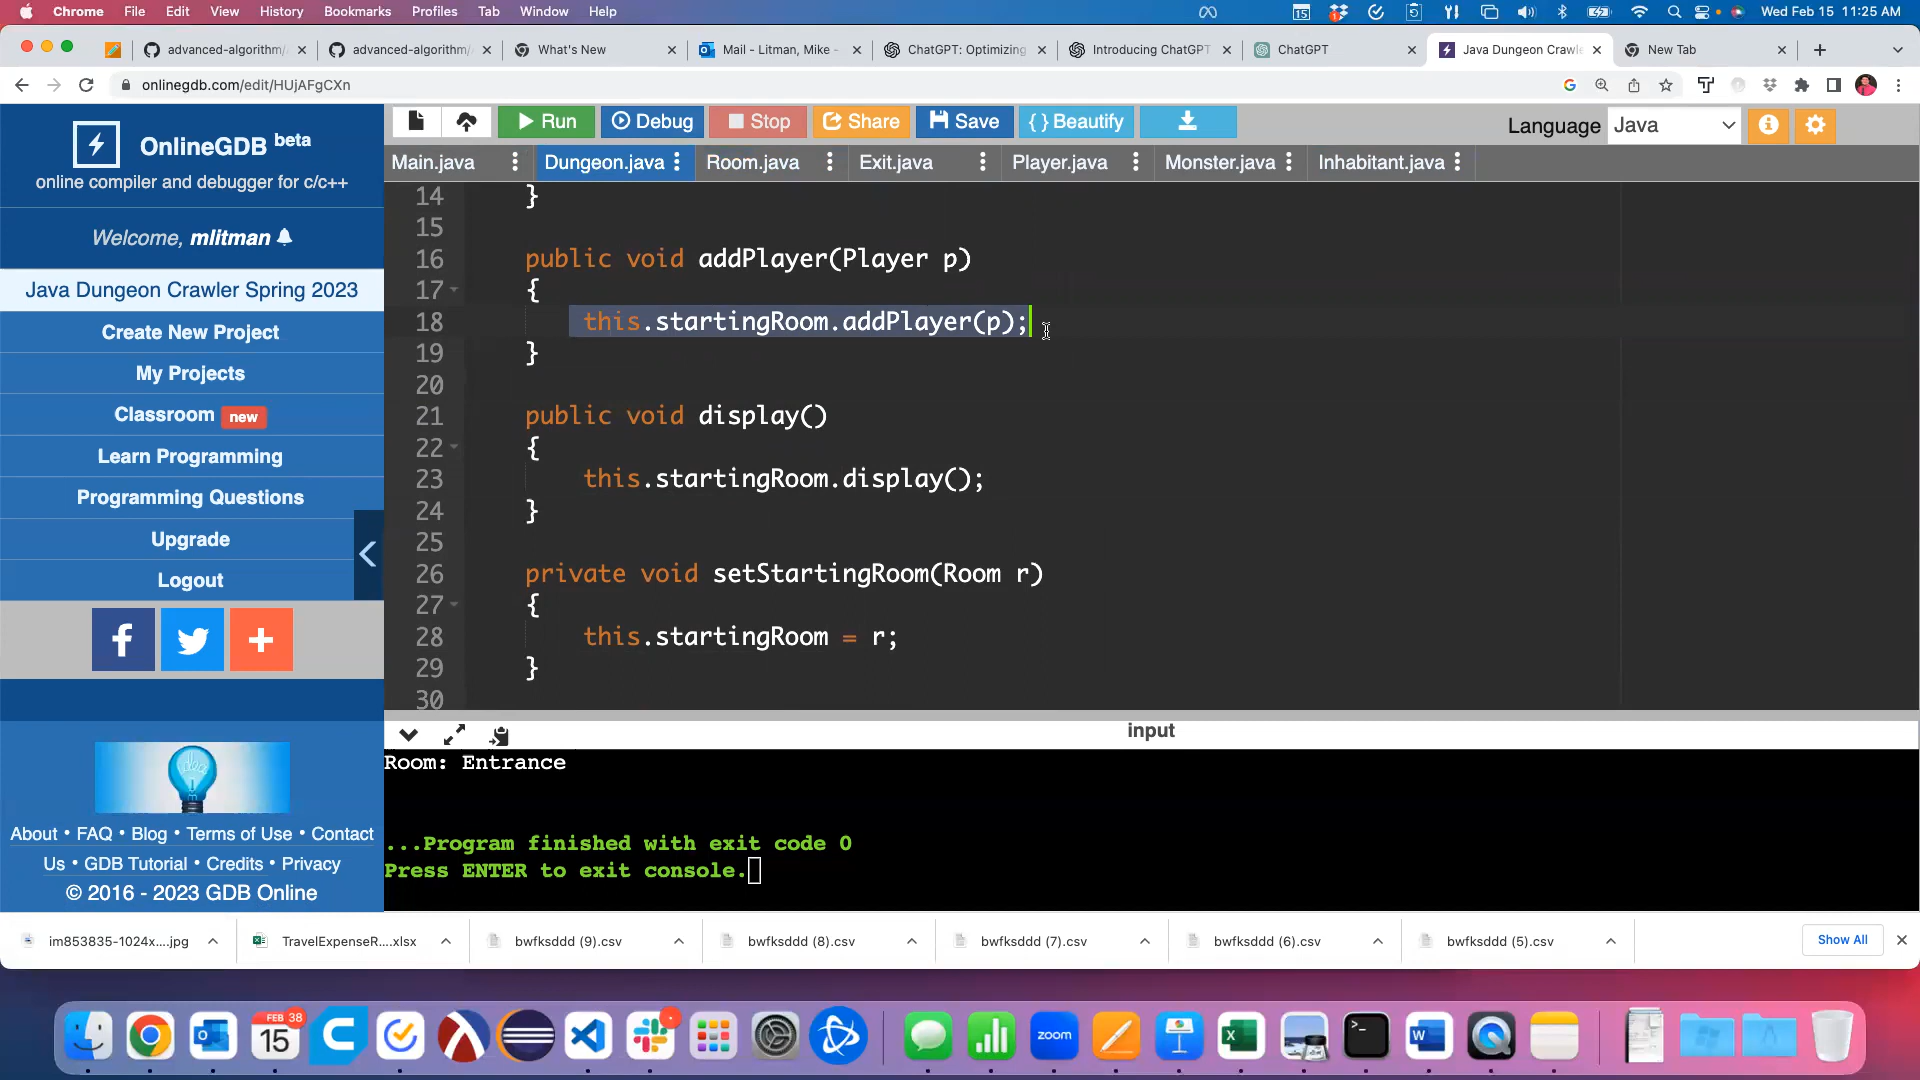 Chrome File Edit View History Bookmarks Profiles Tab Window Help 15 1 Wed Feb 15 11:25 AM
advanced-algorithm/ advanced-algorithm/ What's New Mail - Litman, Mike - ChatGPT: Optimizing Introducing ChatGPT ChatGPT Java Dungeon Crawle New Tab
onlinegdb.com/edit/HUjAFgCXn
OnlineGDB beta
online compiler and debugger for c/c++
Welcome, mlitman
Java Dungeon Crawler Spring 2023
Create New Project
My Projects
Classroom new
Learn Programming
Programming Questions
Upgrade
Logout
About • FAQ • Blog • Terms of Use • Contact
Us • GDB Tutorial • Credits • Privacy
© 2016 - 2023 GDB Online
Run Debug Stop Share Save { } Beautify Language Java
Main.java Dungeon.java Room.java Exit.java Player.java Monster.java Inhabitant.java
14 }
15
16 public void addPlayer(Player p)
17 {
18 this.startingRoom.addPlayer(p);
19 }
20
21 public void display()
22 {
23 this.startingRoom.display();
24 }
25
26 private void setStartingRoom(Room r)
27 {
28 this.startingRoom = r;
29 }
30
input
Room: Entrance
...Program finished with exit code 0
Press ENTER to exit console.
im853835-1024x....jpg TravelExpenseR....xlsx bwfksddd (9).csv bwfksddd (8).csv bwfksddd (7).csv bwfksddd (6).csv bwfksddd (5).csv Show All
FEB 38
15
zoom